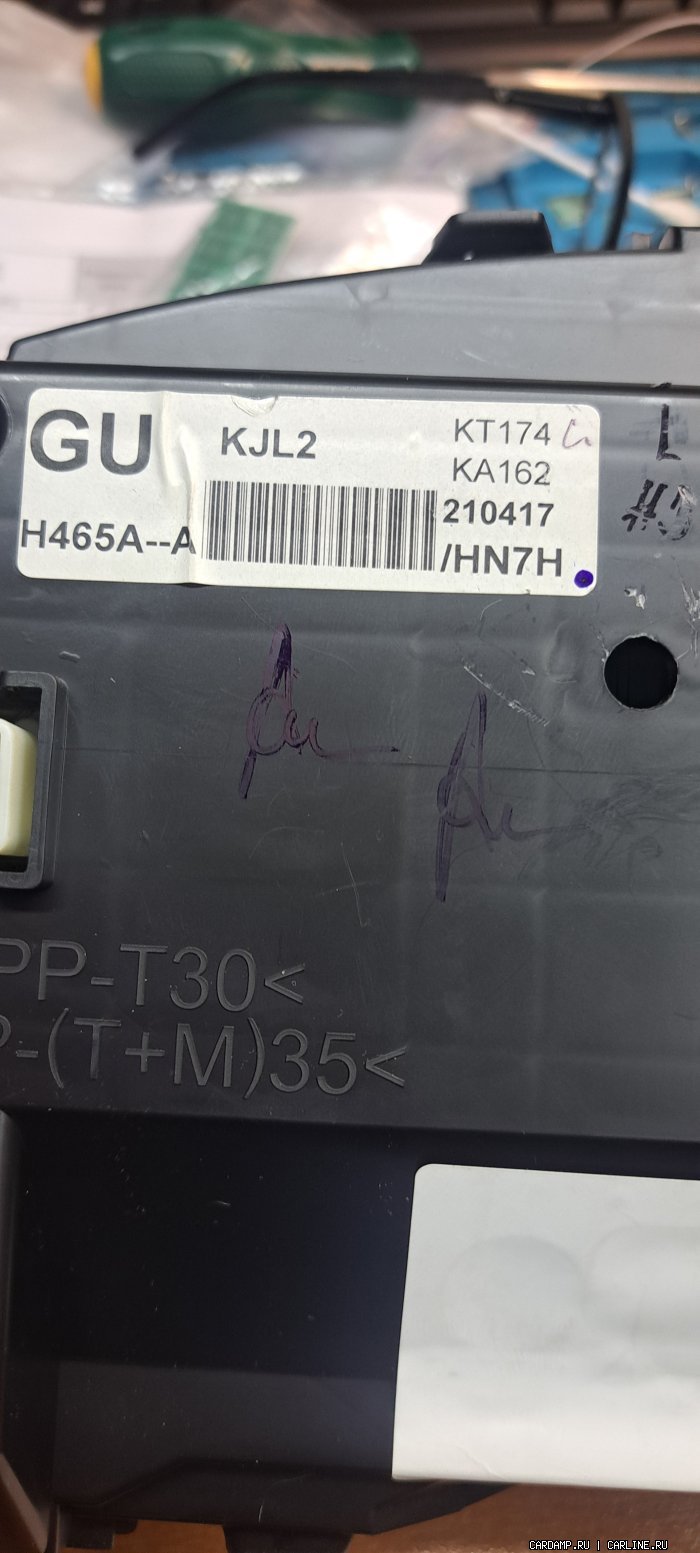 GU
KJL2
KT174
KA162
H465A--A
210417
/HN7H
PP-T30<
P-(T+M)35<
CARDAMP.RU | CARLINE.RU